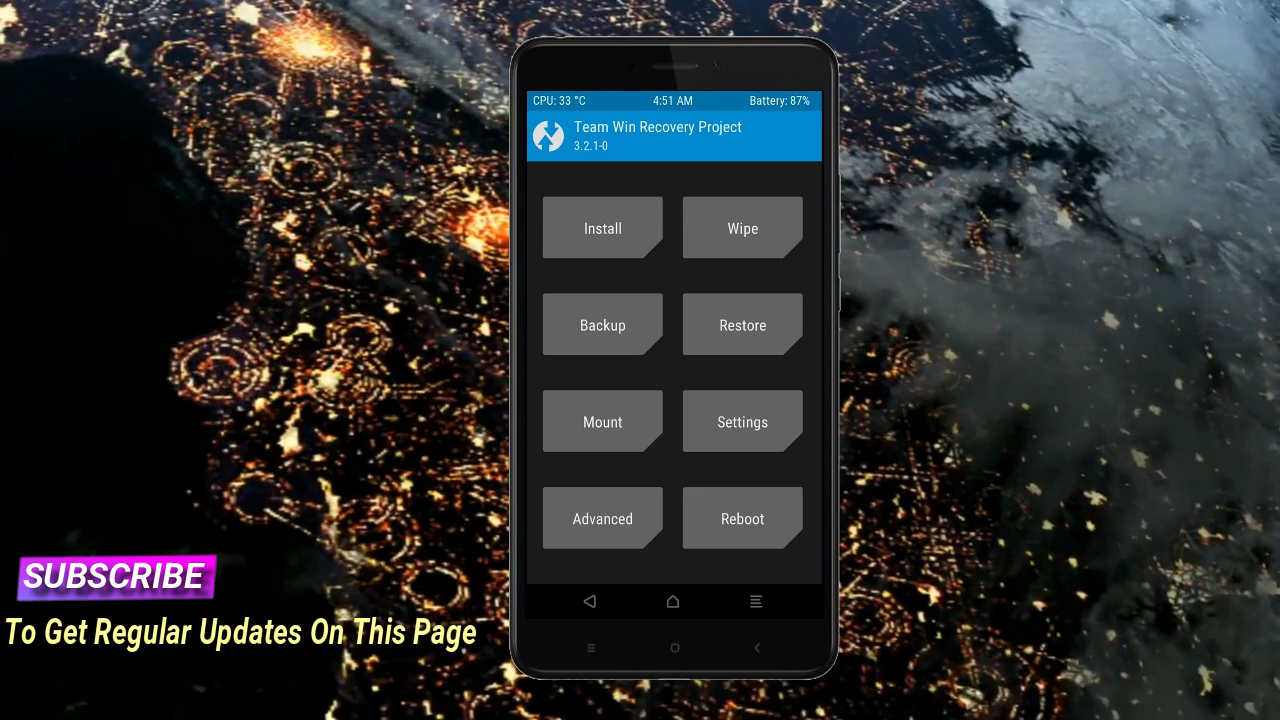 CPU: 33 °C 4:51 AM Battery: 87%
Team Win Recovery Project
3.2.1-0
Install Wipe
Backup Restore
Mount Settings
Advanced Reboot
SUBSCRIBE
To Get Regular Updates On This Page